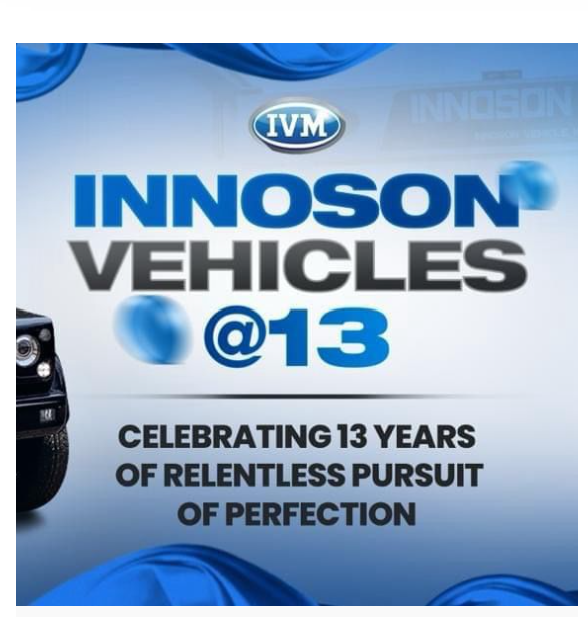 INNOSON
IVM
INNOSON
VEHICLES
@13
CELEBRATING 13 YEARS
OF RELENTLESS PURSUIT
OF PERFECTION